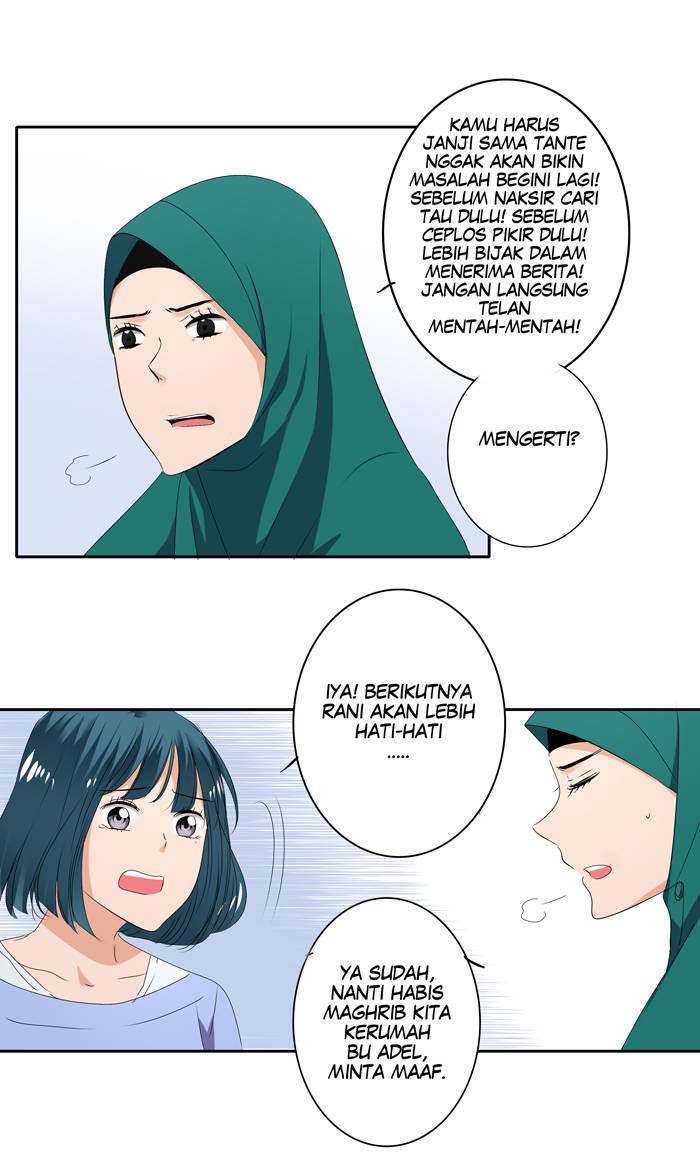 KAMU HARUS
JANJI SAMA TANTE
NGGAK AKAN BIKIN
MASALAH BEGINI LAGI!
SEBELUM NAKSIR CARI
TAU DULU! SEBELUM
CEPLOS PIKIR DULU!
LEBIH BIJAK DALAM
MENERIMA BERITA!
JANGAN LANGSUNG
TELAN
MENTAH-MENTAH!
MENGERTI?
IYA! BERIKUTNYA
RANI AKAN LEBIH
HATI-HATI
.....
YA SUDAH,
NANTI HABIS
MAGHRIB KITA
KERUMAH
BU ADEL,
MINTA MAAF.